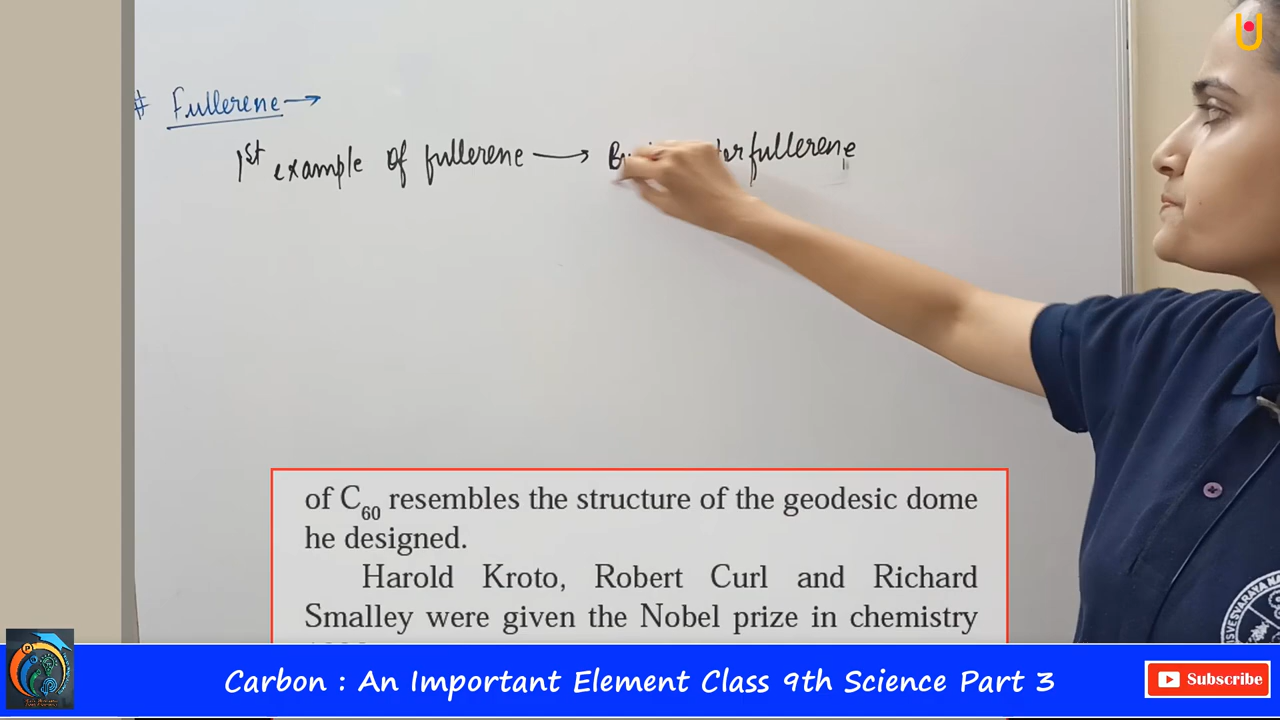 # Fullerene →
1st example of fullerene → fullerene
of C60 resembles the structure of the geodesic dome
he designed.
Harold Kroto, Robert Curl and Richard
Smalley were given the Nobel prize in chemistry
Carbon : An Important Element Class 9th Science Part 3
Subscribe